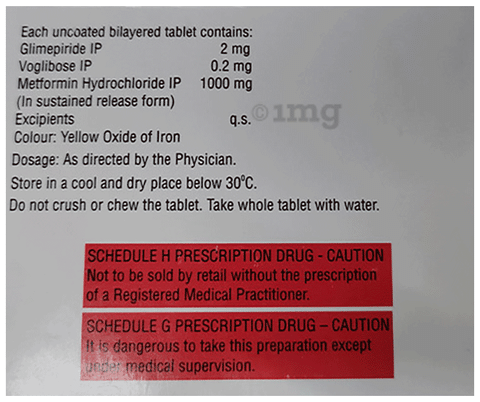 Each uncoated bilayered tablet contains:
Glimepiride IP 2 mg
Voglibose IP 0.2 mg
Metformin Hydrochloride IP 1000 mg
(In sustained release form)
Excipients q.s.
©1mg
Colour: Yellow Oxide of Iron
Dosage: As directed by the Physician.
Store in a cool and dry place below 30°C.
Do not crush or chew the tablet. Take whole tablet with water.
SCHEDULE H PRESCRIPTION DRUG - CAUTION
Not to be sold by retail without the prescription
of a Registered Medical Practitioner.
SCHEDULE G PRESCRIPTION DRUG – CAUTION
It is dangerous to take this preparation except
under medical supervision.